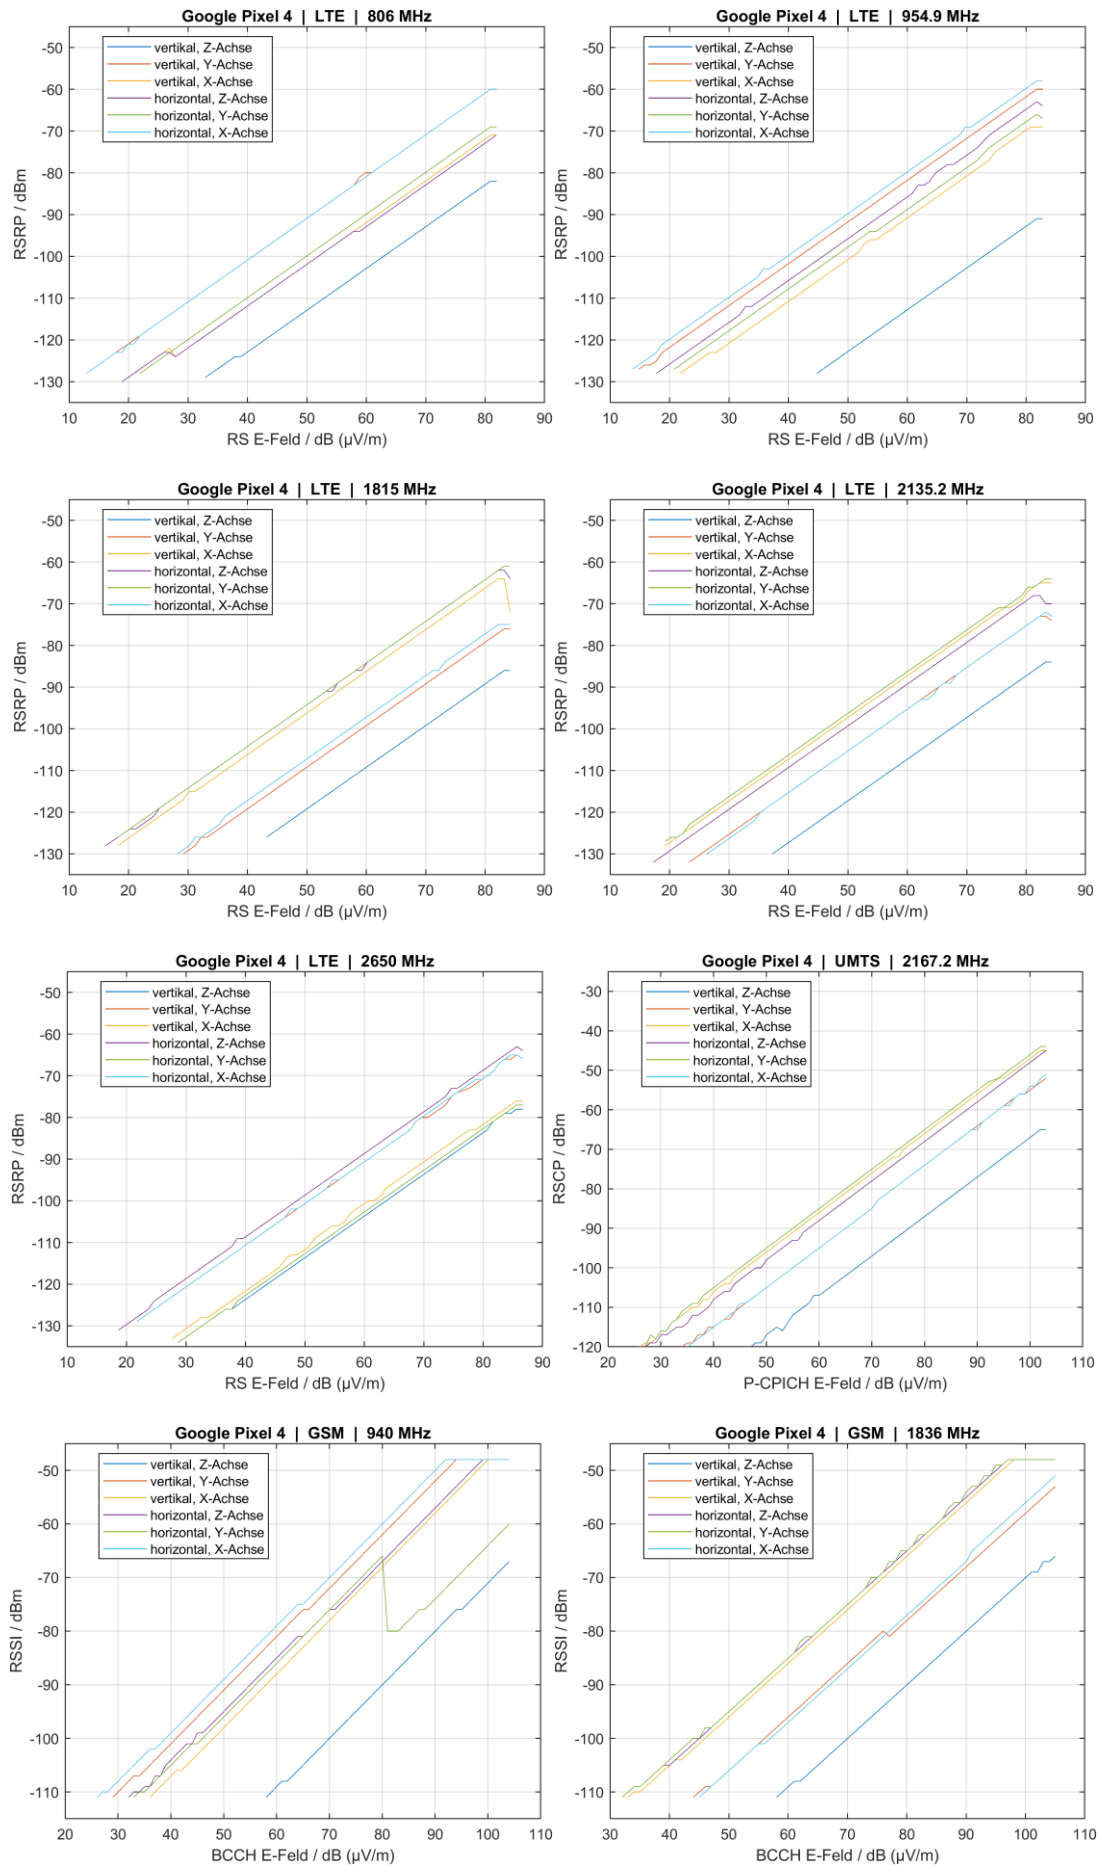 Google Pixel 4 | LTE | 806 MHz
-50
-60
-70
-80
-90
-100
-110
-120
-130
RSRP / dBm
vertikal, Z-Achse
vertikal, Y-Achse
vertikal, X-Achse
horizontal, Z-Achse
horizontal, Y-Achse
horizontal, X-Achse
10 20 30 40 50 60 70 80 90
RS E-Feld / dB (µV/m)
Google Pixel 4 | LTE | 954.9 MHz
-50
-60
-70
-80
-90
-100
-110
-120
-130
RSRP / dBm
vertikal, Z-Achse
vertikal, Y-Achse
vertikal, X-Achse
horizontal, Z-Achse
horizontal, Y-Achse
horizontal, X-Achse
10 20 30 40 50 60 70 80 90
RS E-Feld / dB (µV/m)
Google Pixel 4 | LTE | 1815 MHz
-50
-60
-70
-80
-90
-100
-110
-120
-130
RSRP / dBm
vertikal, Z-Achse
vertikal, Y-Achse
vertikal, X-Achse
horizontal, Z-Achse
horizontal, Y-Achse
horizontal, X-Achse
10 20 30 40 50 60 70 80 90
RS E-Feld / dB (µV/m)
Google Pixel 4 | LTE | 2135.2 MHz
-50
-60
-70
-80
-90
-100
-110
-120
-130
RSRP / dBm
vertikal, Z-Achse
vertikal, Y-Achse
vertikal, X-Achse
horizontal, Z-Achse
horizontal, Y-Achse
horizontal, X-Achse
10 20 30 40 50 60 70 80 90
RS E-Feld / dB (µV/m)
Google Pixel 4 | LTE | 2650 MHz
-50
-60
-70
-80
-90
-100
-110
-120
-130
RSRP / dBm
vertikal, Z-Achse
vertikal, Y-Achse
vertikal, X-Achse
horizontal, Z-Achse
horizontal, Y-Achse
horizontal, X-Achse
10 20 30 40 50 60 70 80 90
RS E-Feld / dB (µV/m)
Google Pixel 4 | UMTS | 2167.2 MHz
-30
-40
-50
-60
-70
-80
-90
-100
-110
-120
RSCP / dBm
vertikal, Z-Achse
vertikal, Y-Achse
vertikal, X-Achse
horizontal, Z-Achse
horizontal, Y-Achse
horizontal, X-Achse
20 30 40 50 60 70 80 90 100 110
P-CPICH E-Feld / dB (µV/m)
Google Pixel 4 | GSM | 940 MHz
-50
-60
-70
-80
-90
-100
-110
RSSI / dBm
vertikal, Z-Achse
vertikal, Y-Achse
vertikal, X-Achse
horizontal, Z-Achse
horizontal, Y-Achse
horizontal, X-Achse
20 30 40 50 60 70 80 90 100 110
BCCH E-Feld / dB (µV/m)
Google Pixel 4 | GSM | 1836 MHz
-50
-60
-70
-80
-90
-100
-110
RSSI / dBm
vertikal, Z-Achse
vertikal, Y-Achse
vertikal, X-Achse
horizontal, Z-Achse
horizontal, Y-Achse
horizontal, X-Achse
30 40 50 60 70 80 90 100 110
BCCH E-Feld / dB (µV/m)